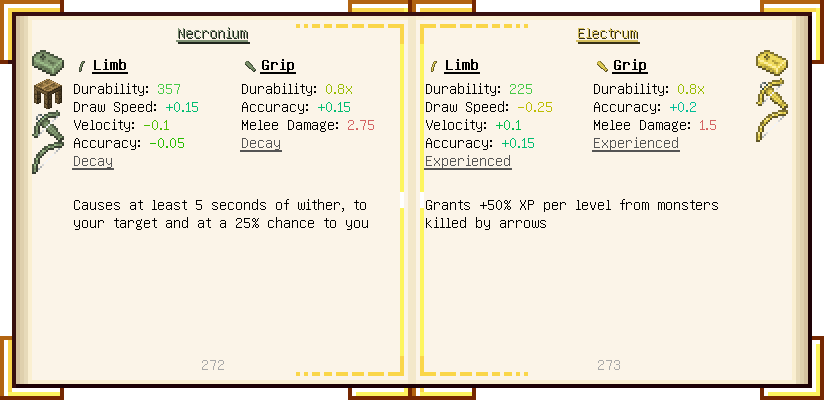 Necronium
Limb
Durability: 357
Draw Speed: +0.15
Velocity: -0.1
Accuracy: -0.05
Decay
Grip
Durability: 0.8x
Accuracy: +0.15
Melee Damage: 2.75
Decay
Causes at least 5 seconds of wither, to
your target and at a 25% chance to you
272
Electrum
Limb
Durability: 225
Draw Speed: -0.25
Velocity: +0.1
Accuracy: +0.15
Experienced
Grip
Durability: 0.8x
Accuracy: +0.2
Melee Damage: 1.5
Experienced
Grants +50% XP per level from monsters
killed by arrows
273